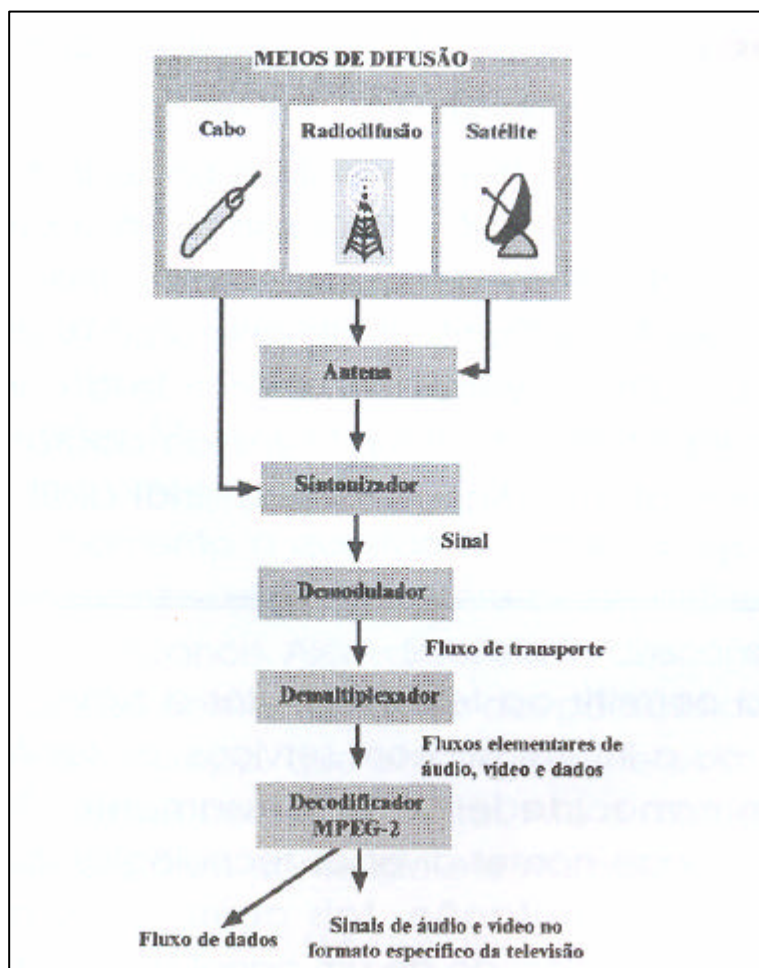 MEIOS DE DIFUSÃO
Cabo
Radiodifusão
Satélite
Antena
Sintonizador
Sinal
Demodulador
Fluxo de transporte
Demultiplexador
Fluxos elementares de
áudio, vídeo e dados
Decodificador
MPEG-2
Fluxo de dados
Sinais de áudio e vídeo no
formato específico da televisão